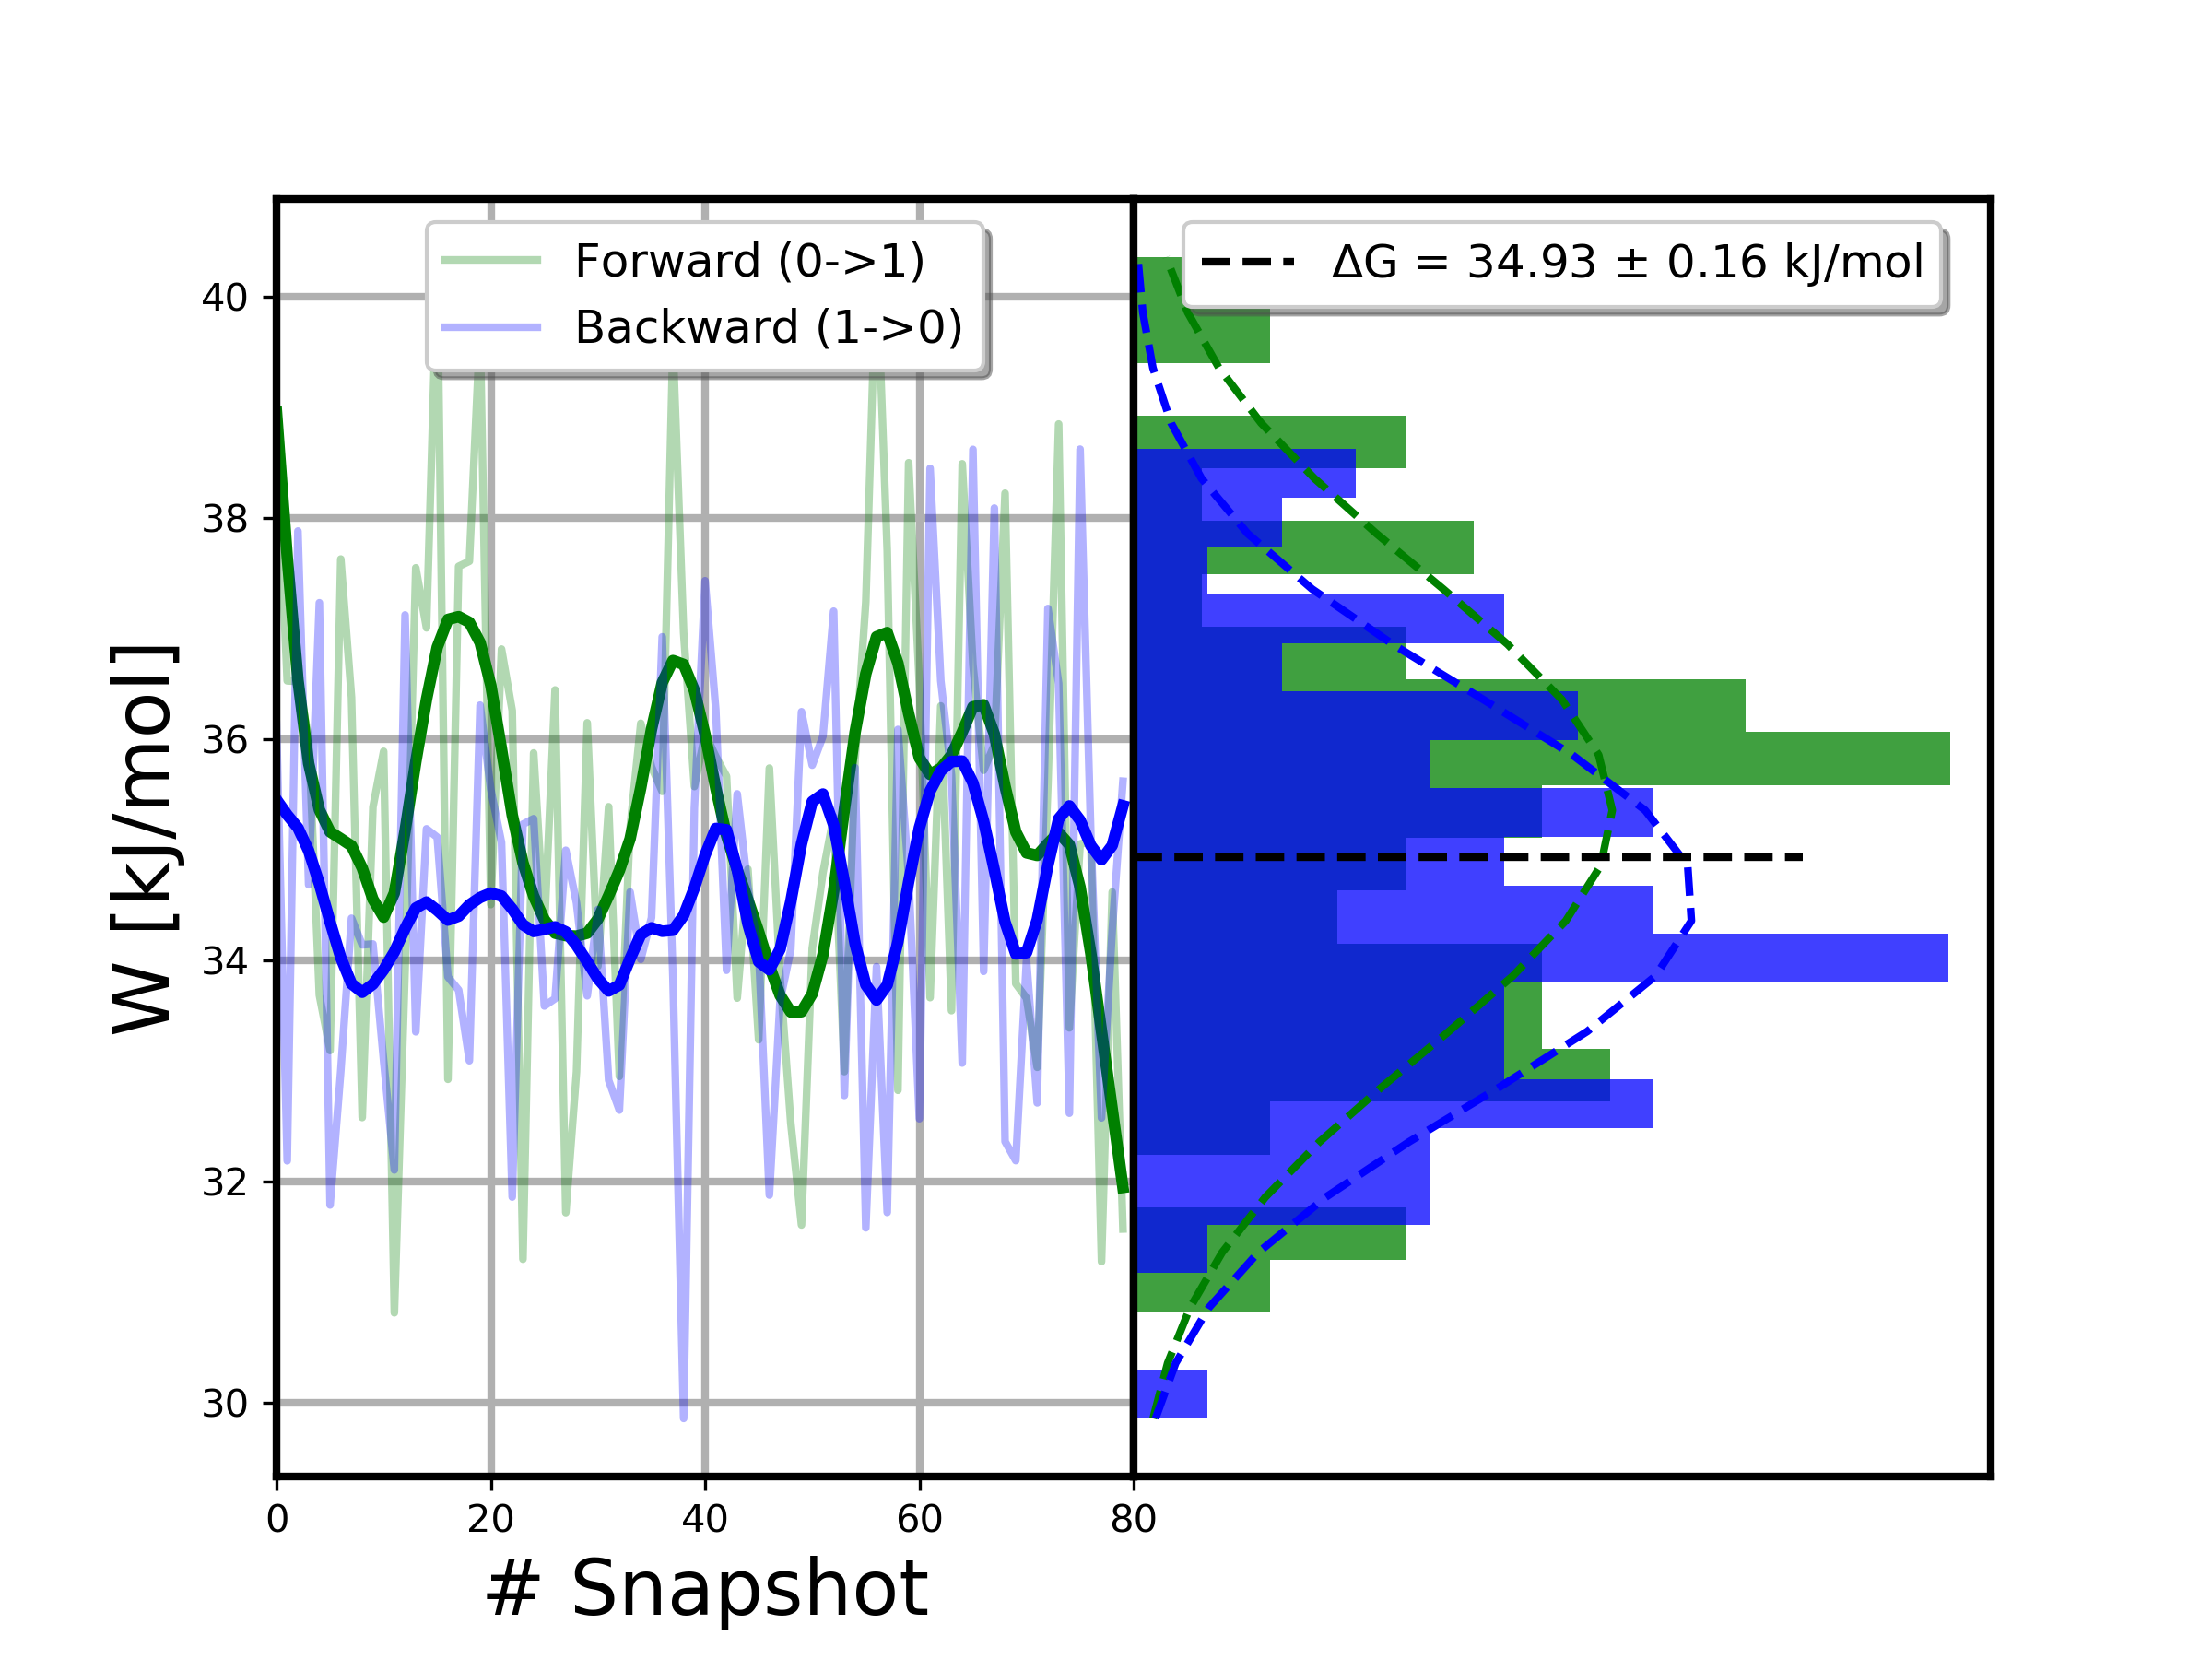 Forward (0->1)
Backward (1->0)
ΔG = 34.93 ± 0.16 kJ/mol
W [kJ/mol]
40
38
36
34
32
30
0 20 40 60 80
# Snapshot